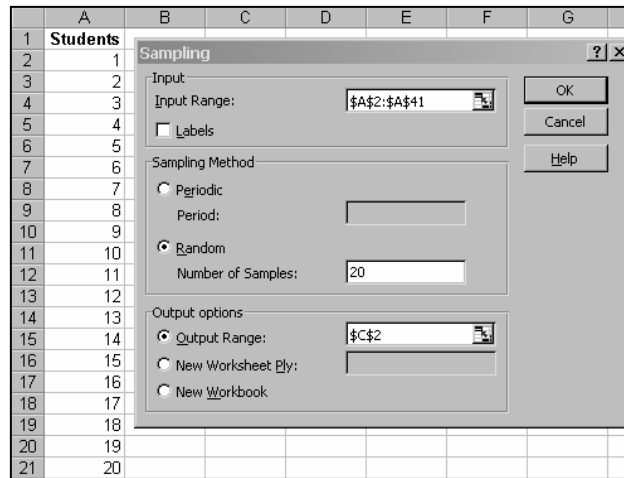 A B C D E F G
1 Students
2 1
3 2
4 3
5 4
6 5
7 6
8 7
9 8
10 9
11 10
12 11
13 12
14 13
15 14
16 15
17 16
18 17
19 18
20 19
21 20
Sampling ? ×
Input
Input Range: $A$2:$A$41
Labels
Sampling Method
Periodic
Period:
Random
Number of Samples: 20
Output options
Output Range: $C$2
New Worksheet Ply:
New Workbook
OK
Cancel
Help